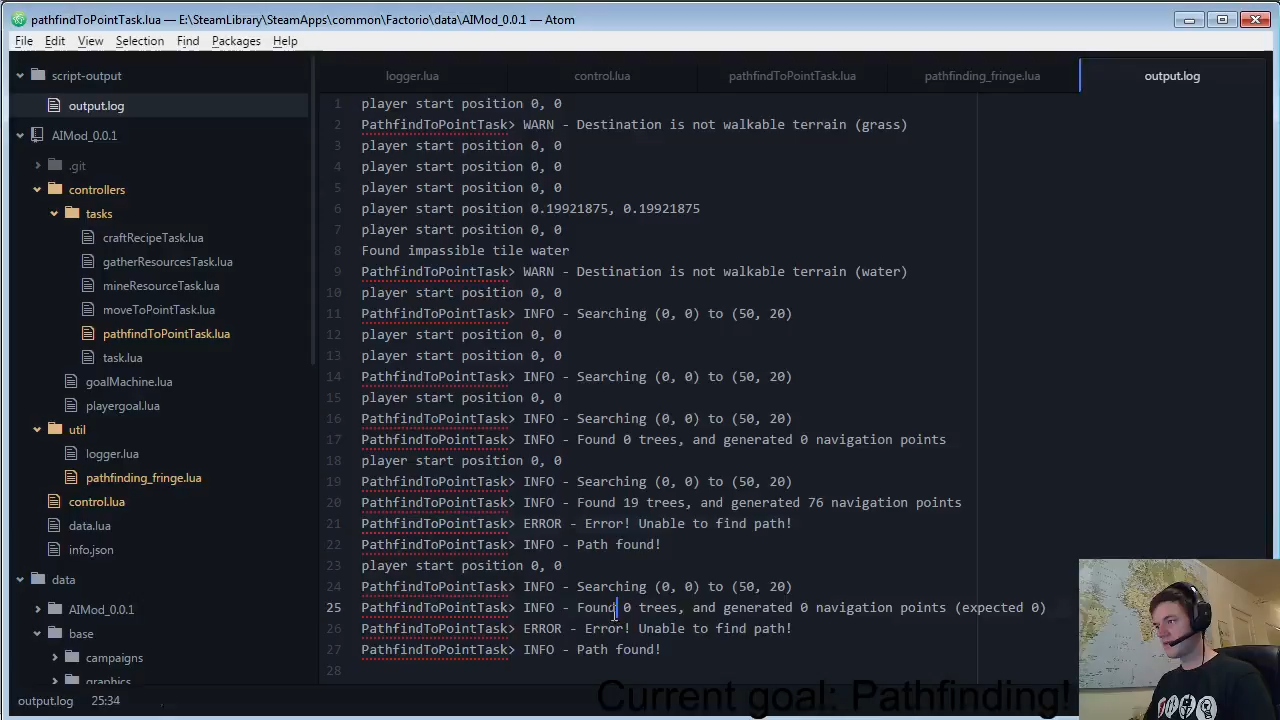 pathfindToPointTask.lua — E:\SteamLibrary\SteamApps\common\Factorio\data\AIMod_0.0.1 — Atom
File Edit View Selection Find Packages Help
script-output
output.log
AIMod_0.0.1
.git
controllers
tasks
craftRecipeTask.lua
gatherResourcesTask.lua
mineResourceTask.lua
moveToPointTask.lua
pathfindToPointTask.lua
task.lua
goalMachine.lua
playergoal.lua
util
logger.lua
pathfinding_fringe.lua
control.lua
data.lua
info.json
data
AIMod_0.0.1
base
campaigns
graphics
logger.lua control.lua pathfindToPointTask.lua pathfinding_fringe.lua output.log
1 player start position 0, 0
2 PathfindToPointTask> WARN - Destination is not walkable terrain (grass)
3 player start position 0, 0
4 player start position 0, 0
5 player start position 0, 0
6 player start position 0.19921875, 0.19921875
7 player start position 0, 0
8 Found impassible tile water
9 PathfindToPointTask> WARN - Destination is not walkable terrain (water)
10 player start position 0, 0
11 PathfindToPointTask> INFO - Searching (0, 0) to (50, 20)
12 player start position 0, 0
13 player start position 0, 0
14 PathfindToPointTask> INFO - Searching (0, 0) to (50, 20)
15 player start position 0, 0
16 PathfindToPointTask> INFO - Searching (0, 0) to (50, 20)
17 PathfindToPointTask> INFO - Found 0 trees, and generated 0 navigation points
18 player start position 0, 0
19 PathfindToPointTask> INFO - Searching (0, 0) to (50, 20)
20 PathfindToPointTask> INFO - Found 19 trees, and generated 76 navigation points
21 PathfindToPointTask> ERROR - Error! Unable to find path!
22 PathfindToPointTask> INFO - Path found!
23 player start position 0, 0
24 PathfindToPointTask> INFO - Searching (0, 0) to (50, 20)
25 PathfindToPointTask> INFO - Found 0 trees, and generated 0 navigation points (expected 0)
26 PathfindToPointTask> ERROR - Error! Unable to find path!
27 PathfindToPointTask> INFO - Path found!
28
output.log 25:34
Current goal: Pathfinding!